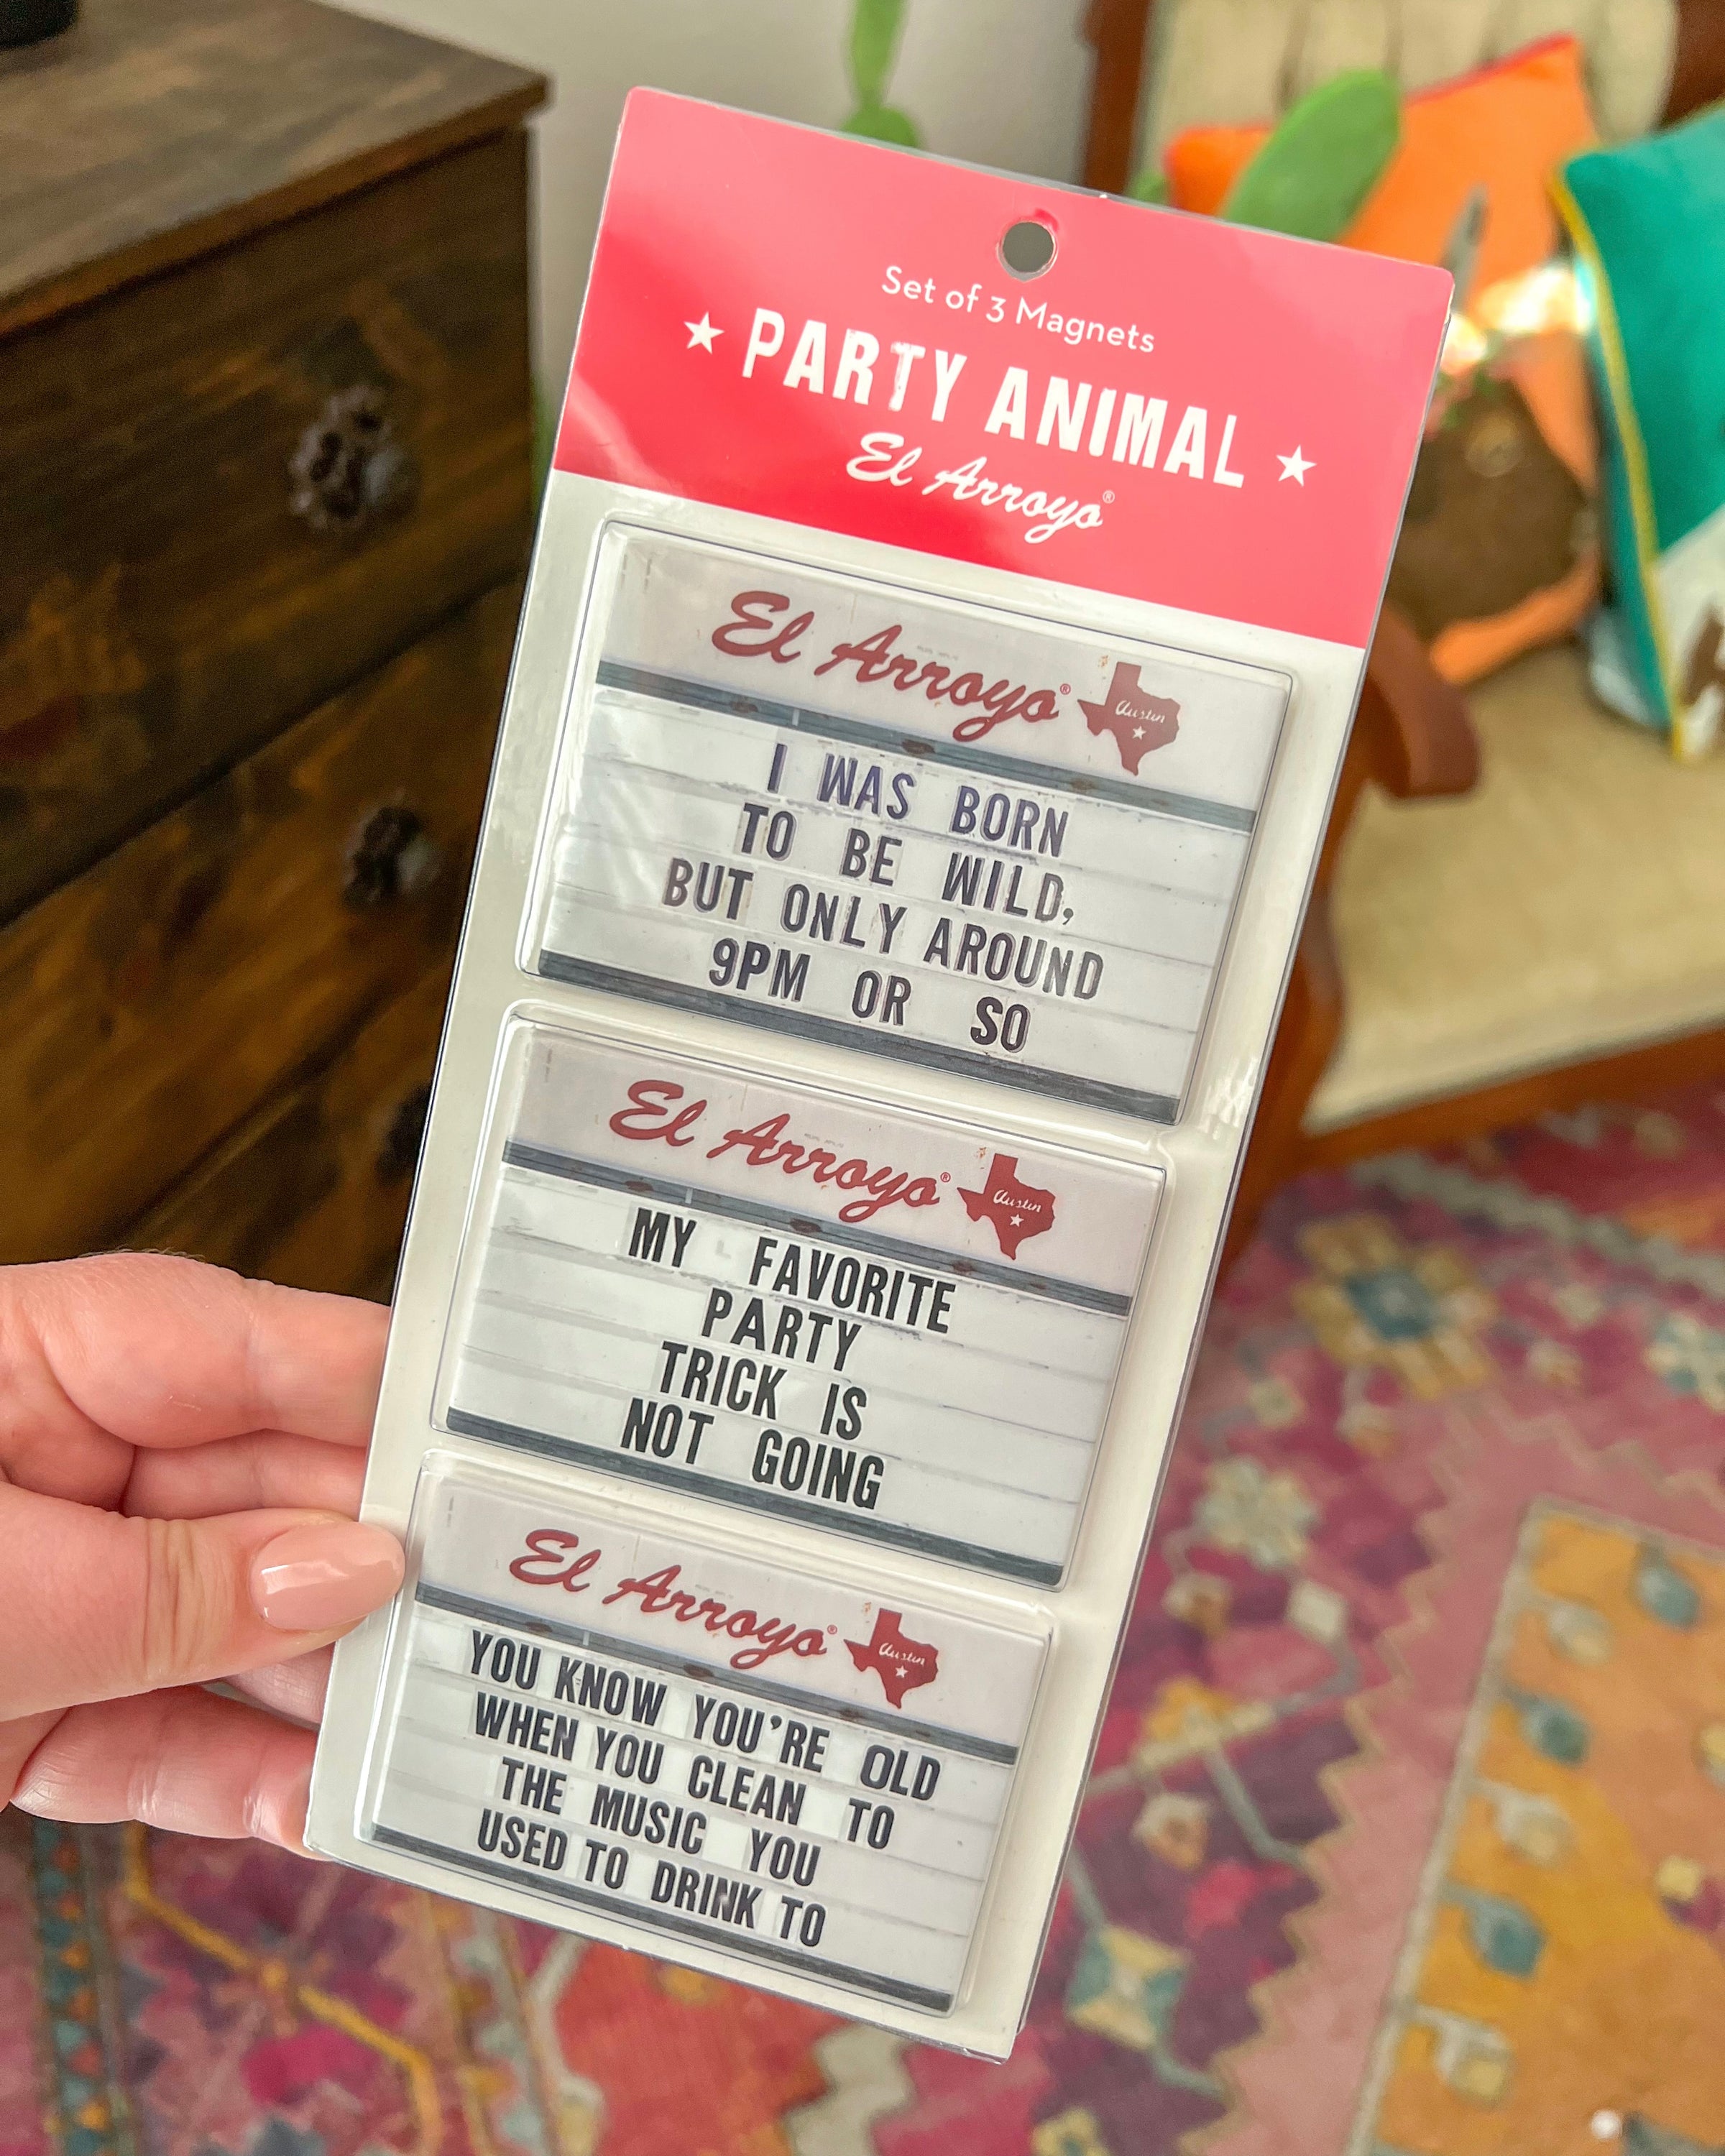 Set of 3 Magnets
★ PARTY ANIMAL ★
El Arroyo®
El Arroyo® Austin
I WAS BORN
TO BE WILD,
BUT ONLY AROUND
9PM OR SO
El Arroyo® Austin
MY FAVORITE
PARTY
TRICK IS
NOT GOING
El Arroyo® Austin
YOU KNOW YOU'RE OLD
WHEN YOU CLEAN TO
THE MUSIC YOU
USED TO DRINK TO